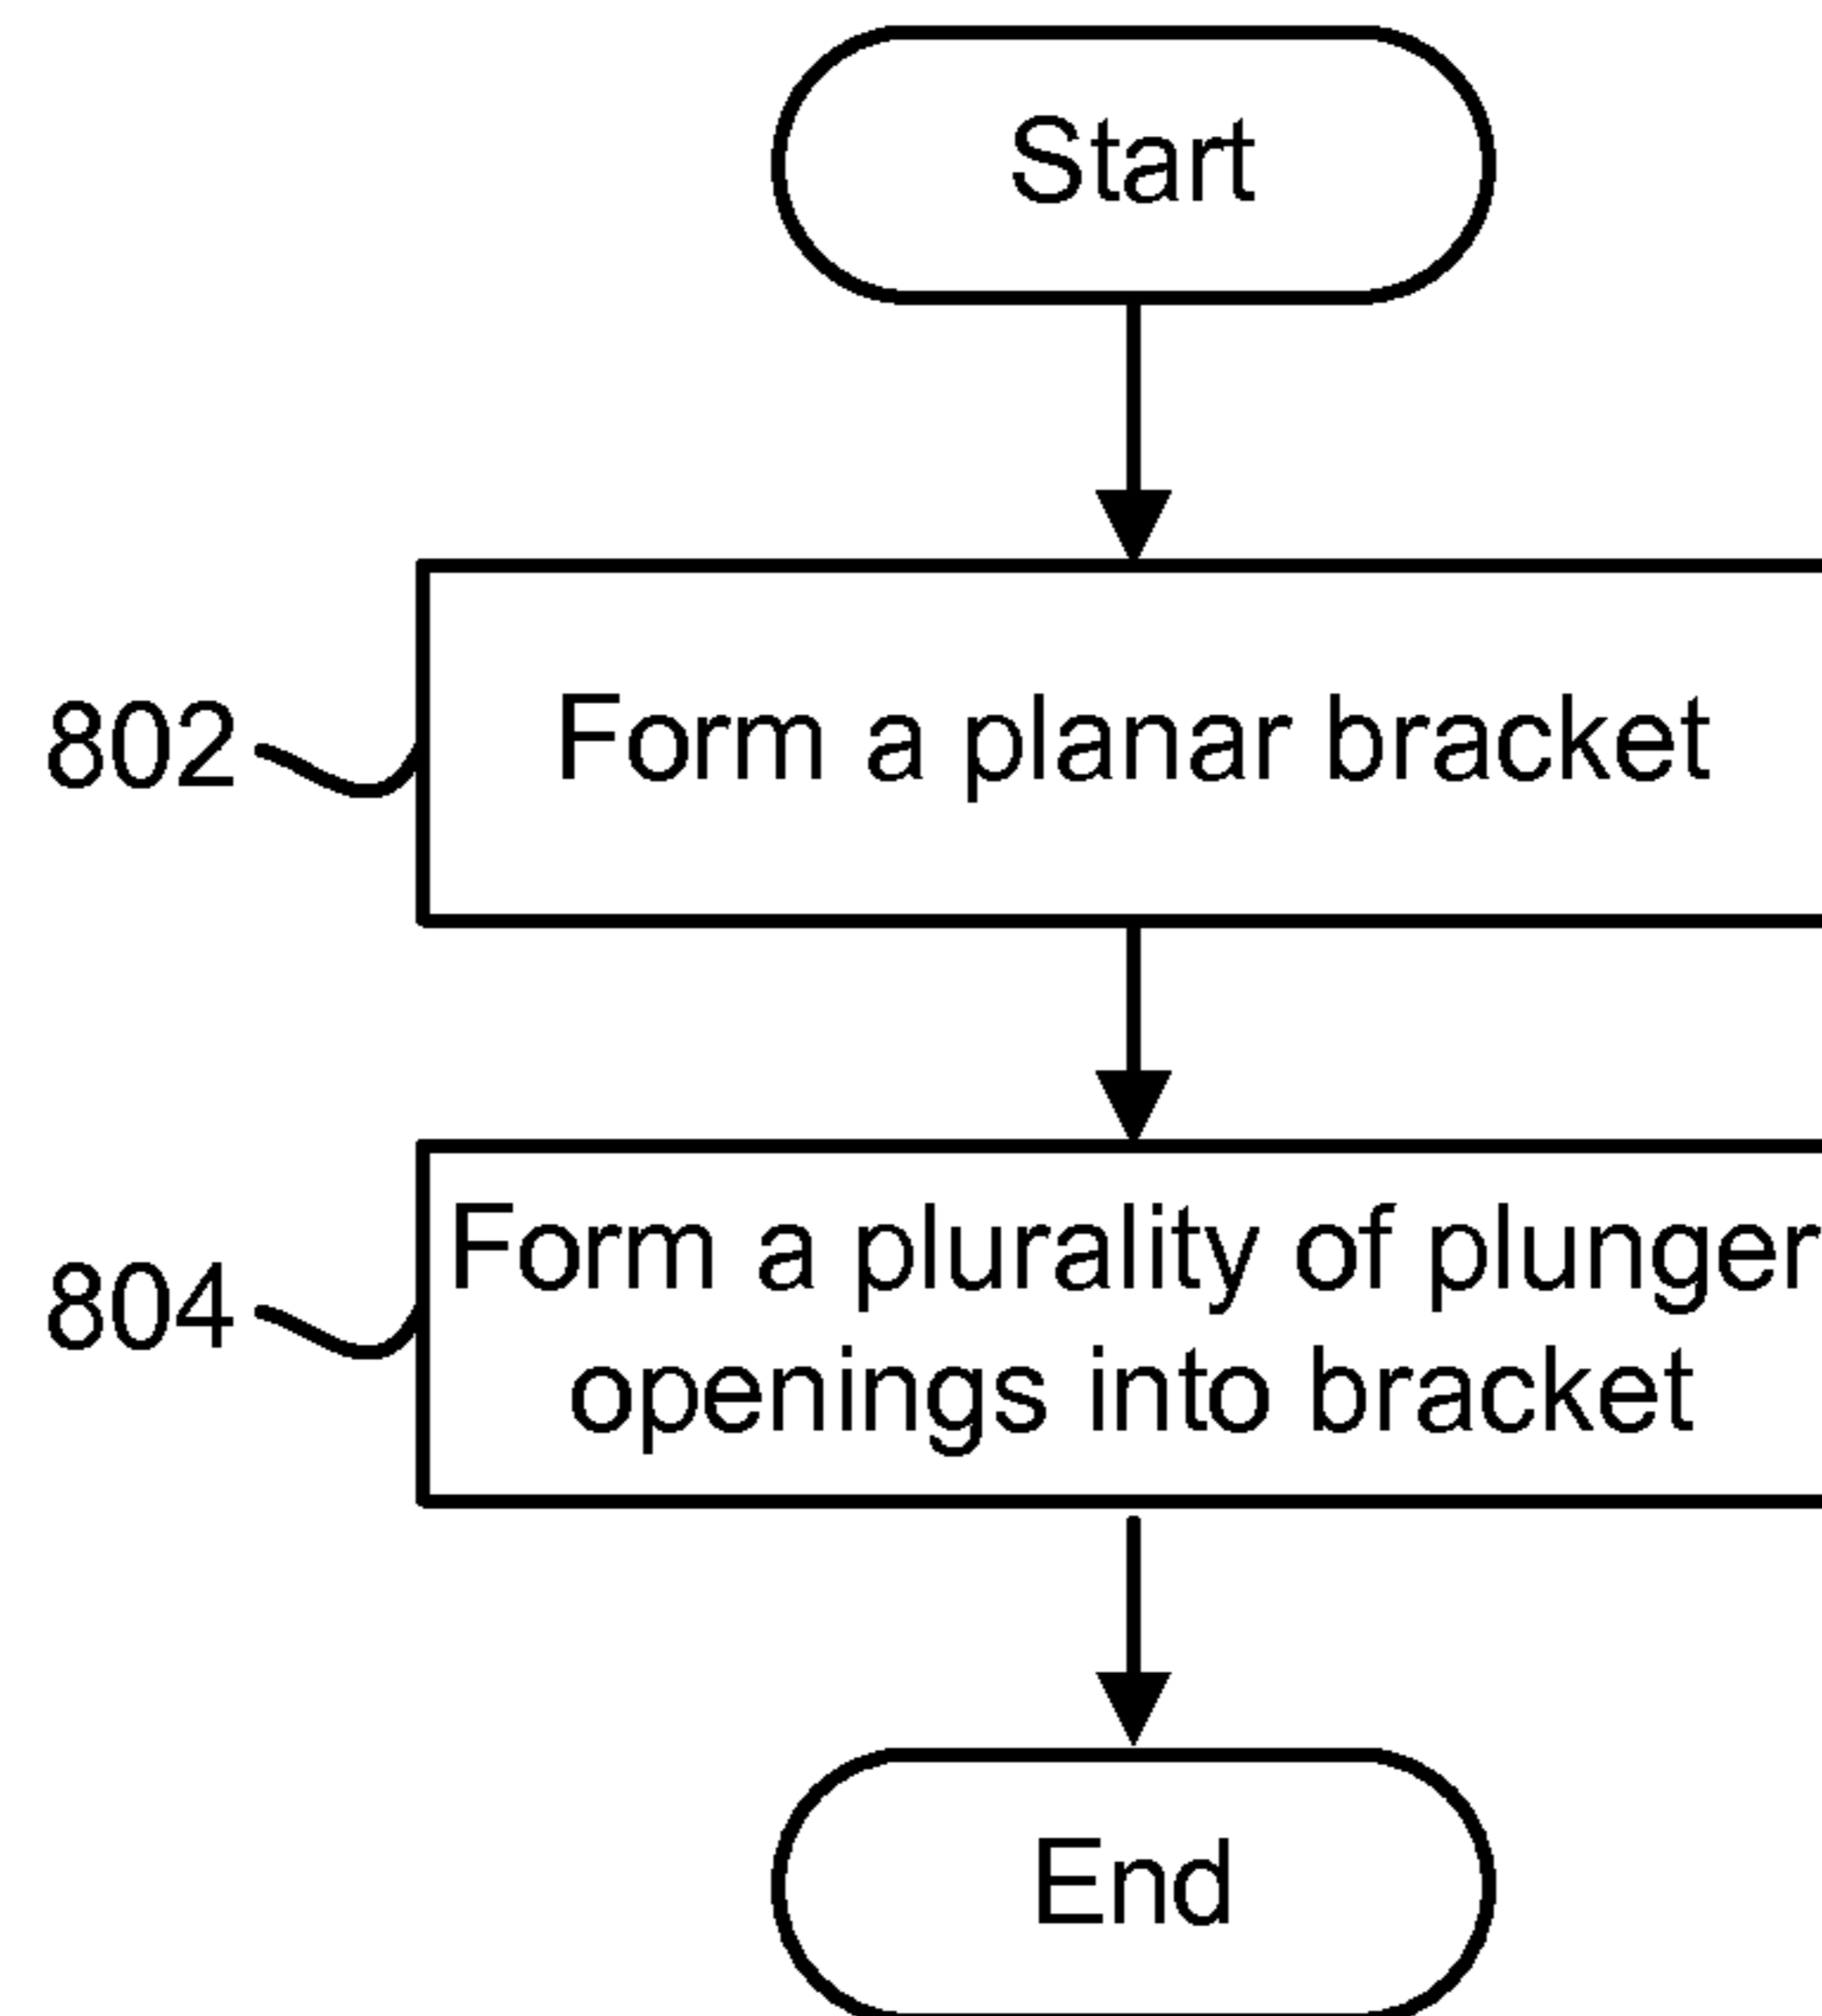 Start
802
Form a planar bracket
804
Form a plurality of plunger
openings into bracket
End